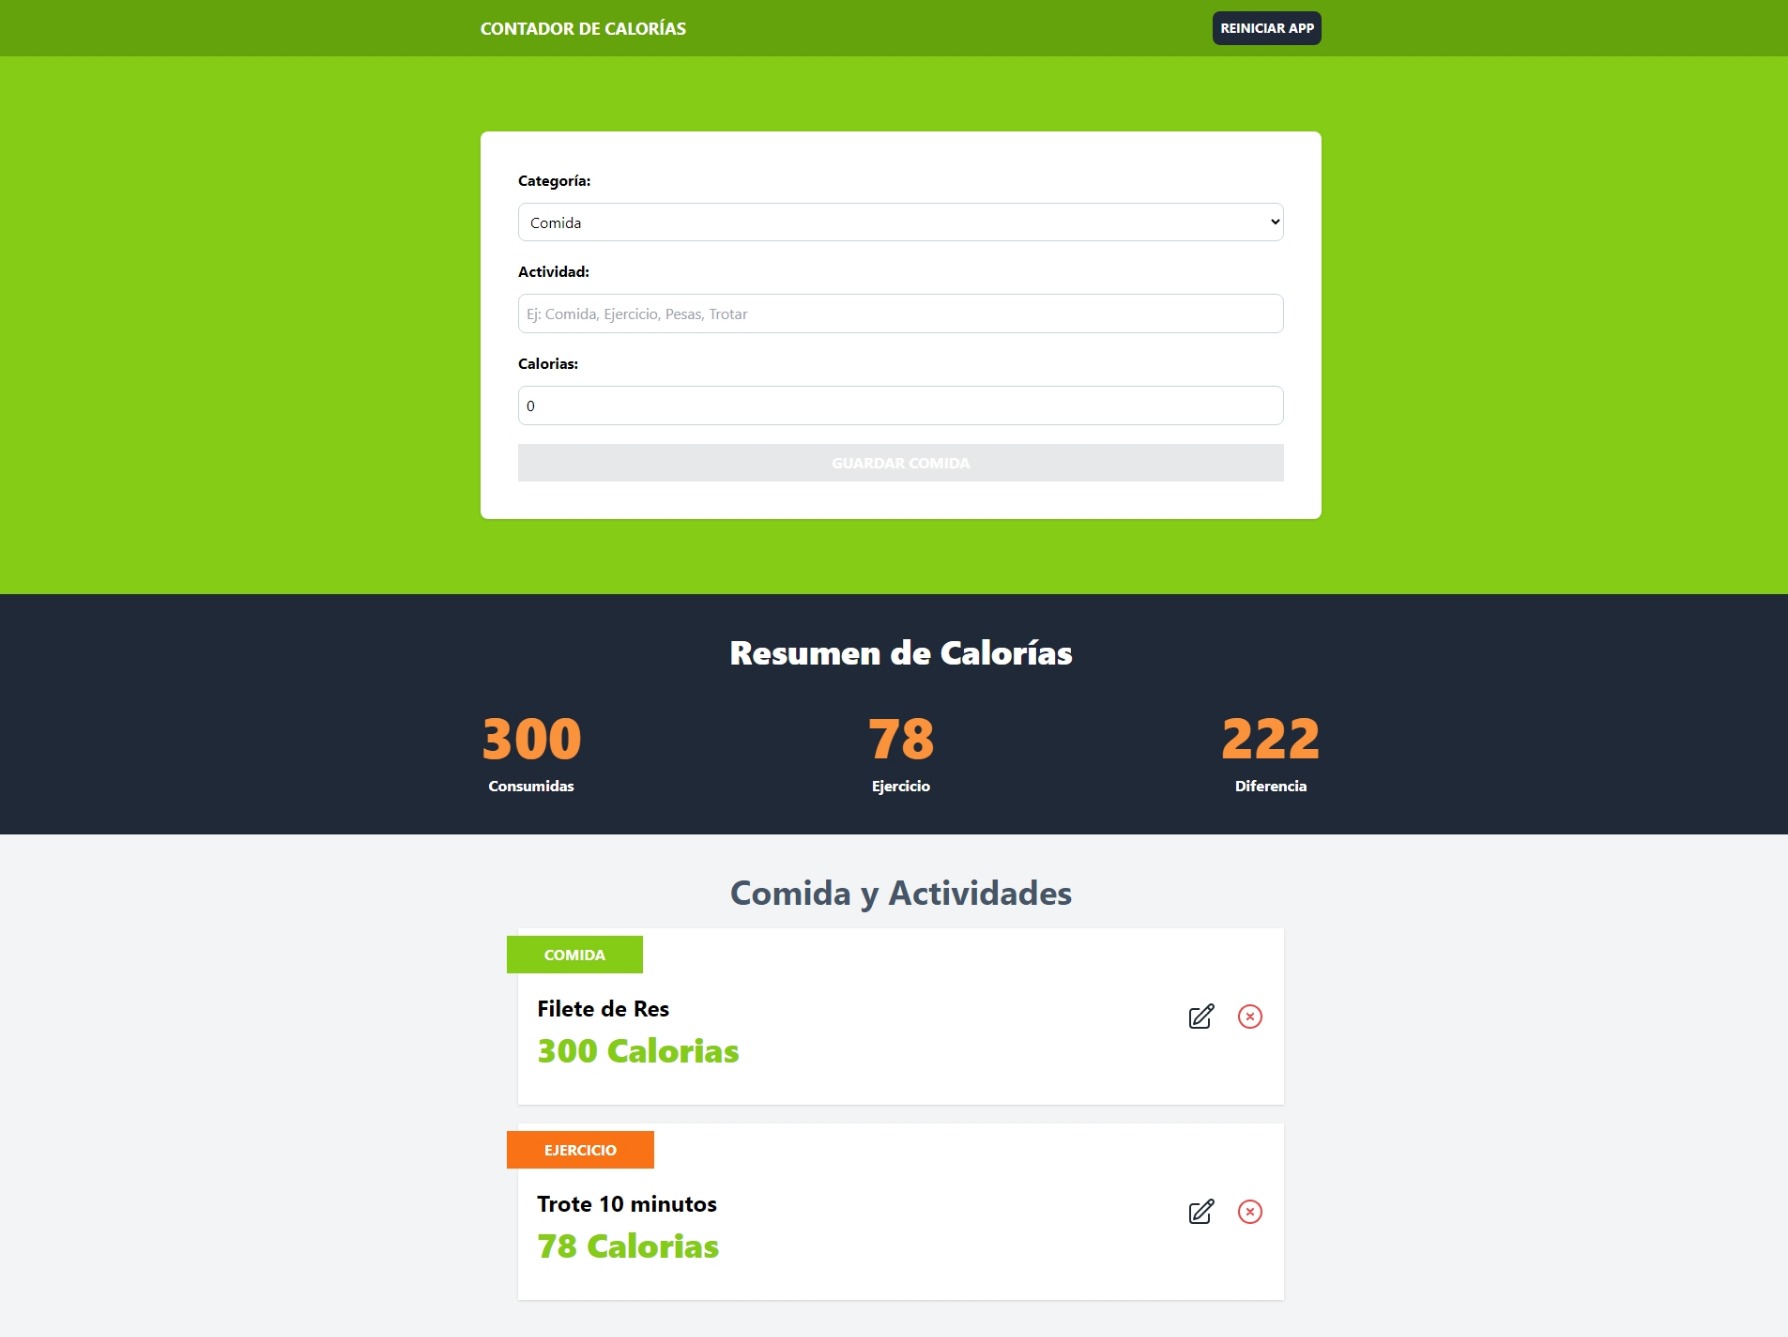 CONTADOR DE CALORÍAS
REINICIAR APP
Categoría:
Comida
Actividad:
Ej: Comida, Ejercicio, Pesas, Trotar
Calorias:
0
GUARDAR COMIDA
Resumen de Calorías
300 78 222
Consumidas Ejercicio Diferencia
Comida y Actividades
COMIDA
Filete de Res
300 Calorias
EJERCICIO
Trote 10 minutos
78 Calorias